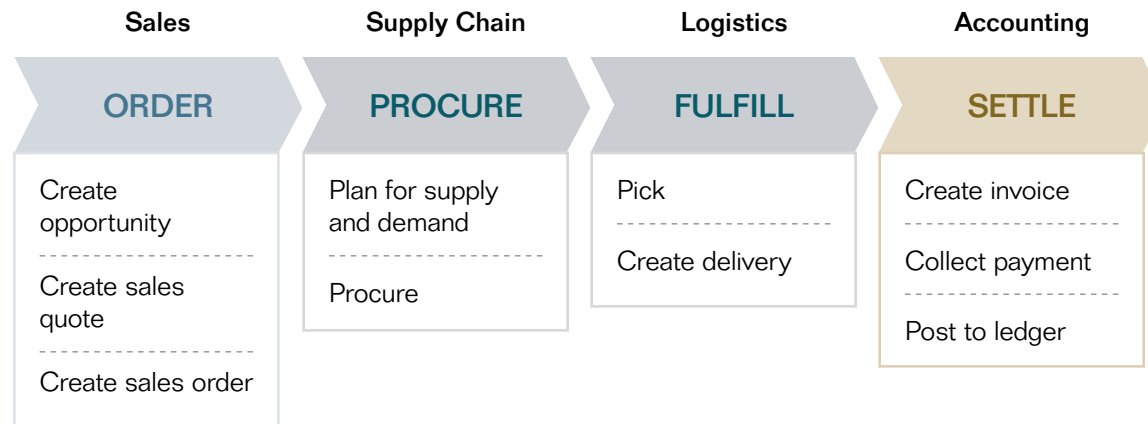 Sales
ORDER
Create
opportunity
Create sales
quote
Create sales order
Supply Chain
PROCURE
Plan for supply
and demand
Procure
Logistics
FULFILL
Pick
Create delivery
Accounting
SETTLE
Create invoice
Collect payment
Post to ledger